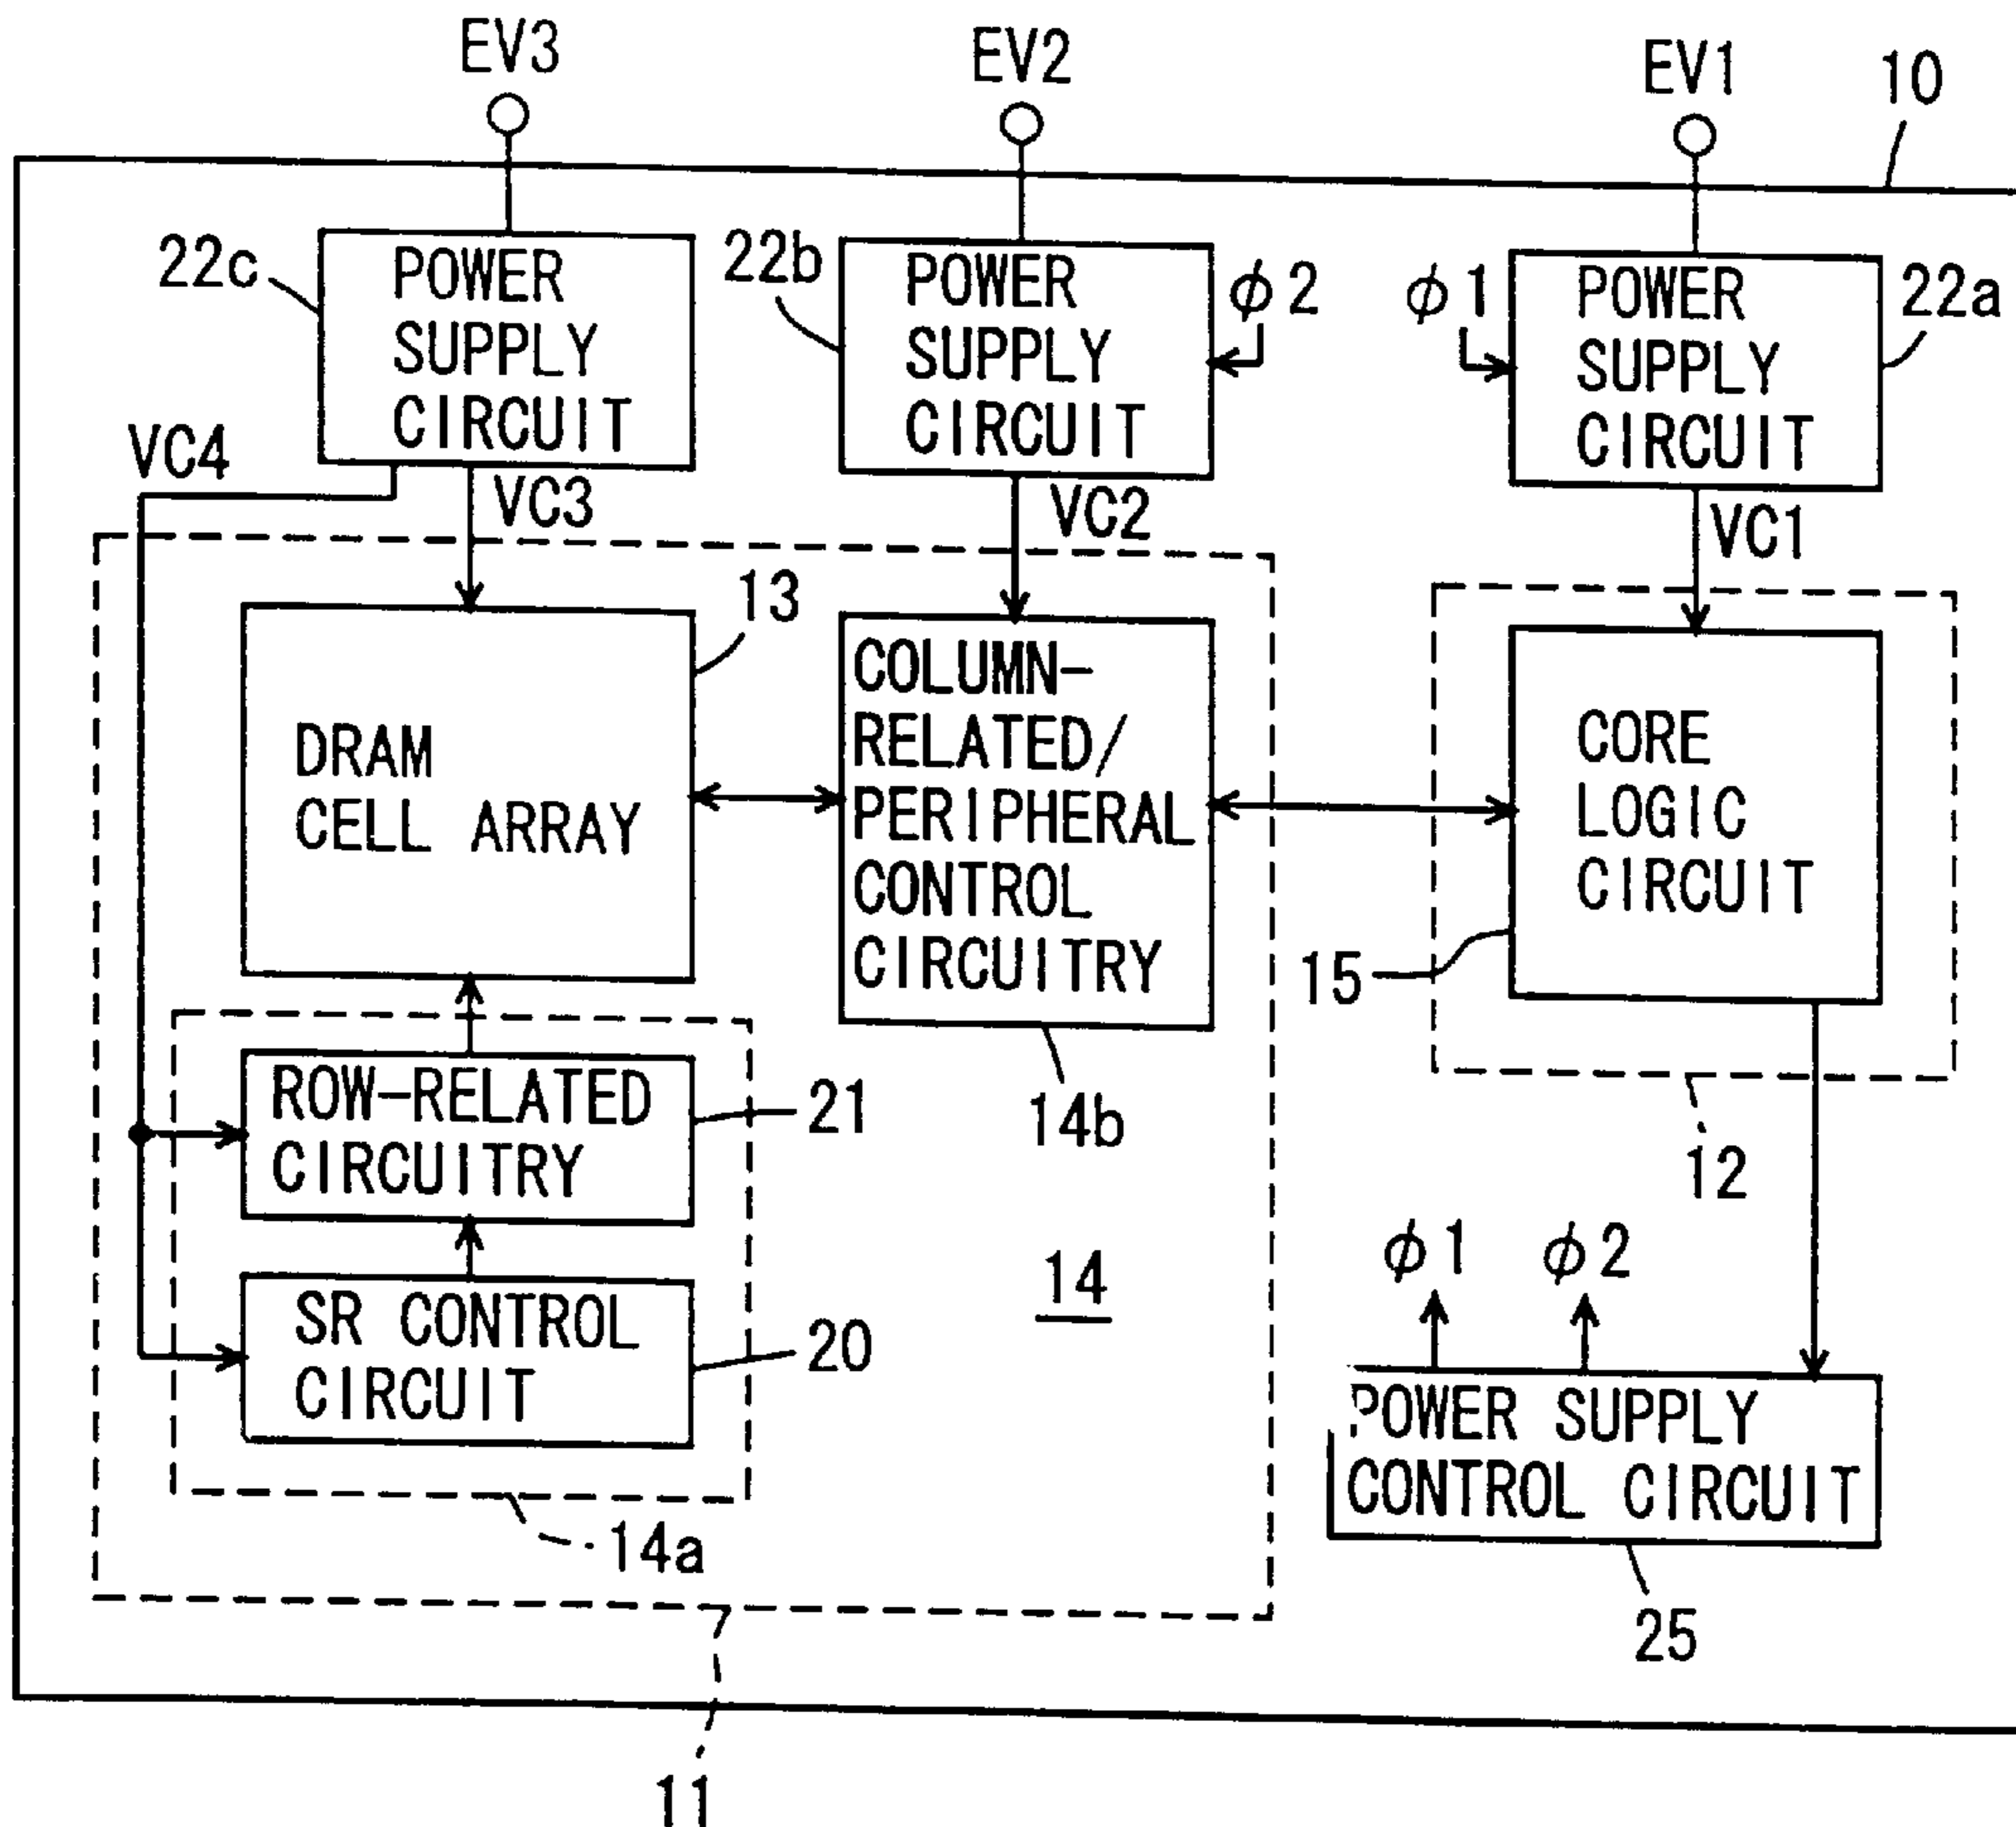 EV3
EV2
EV1
10
22c
POWER
SUPPLY
CIRCUIT
22b
POWER
SUPPLY
CIRCUIT
φ2
φ1
POWER
SUPPLY
CIRCUIT
22a
VC4
VC3
VC2
VC1
13
DRAM
CELL ARRAY
COLUMN-
RELATED/
PERIPHERAL
CONTROL
CIRCUITRY
CORE
LOGIC
CIRCUIT
15
14b
12
ROW-RELATED
CIRCUITRY
21
SR CONTROL
CIRCUIT
20
14
14a
φ1
φ2
POWER SUPPLY
CONTROL CIRCUIT
25
11